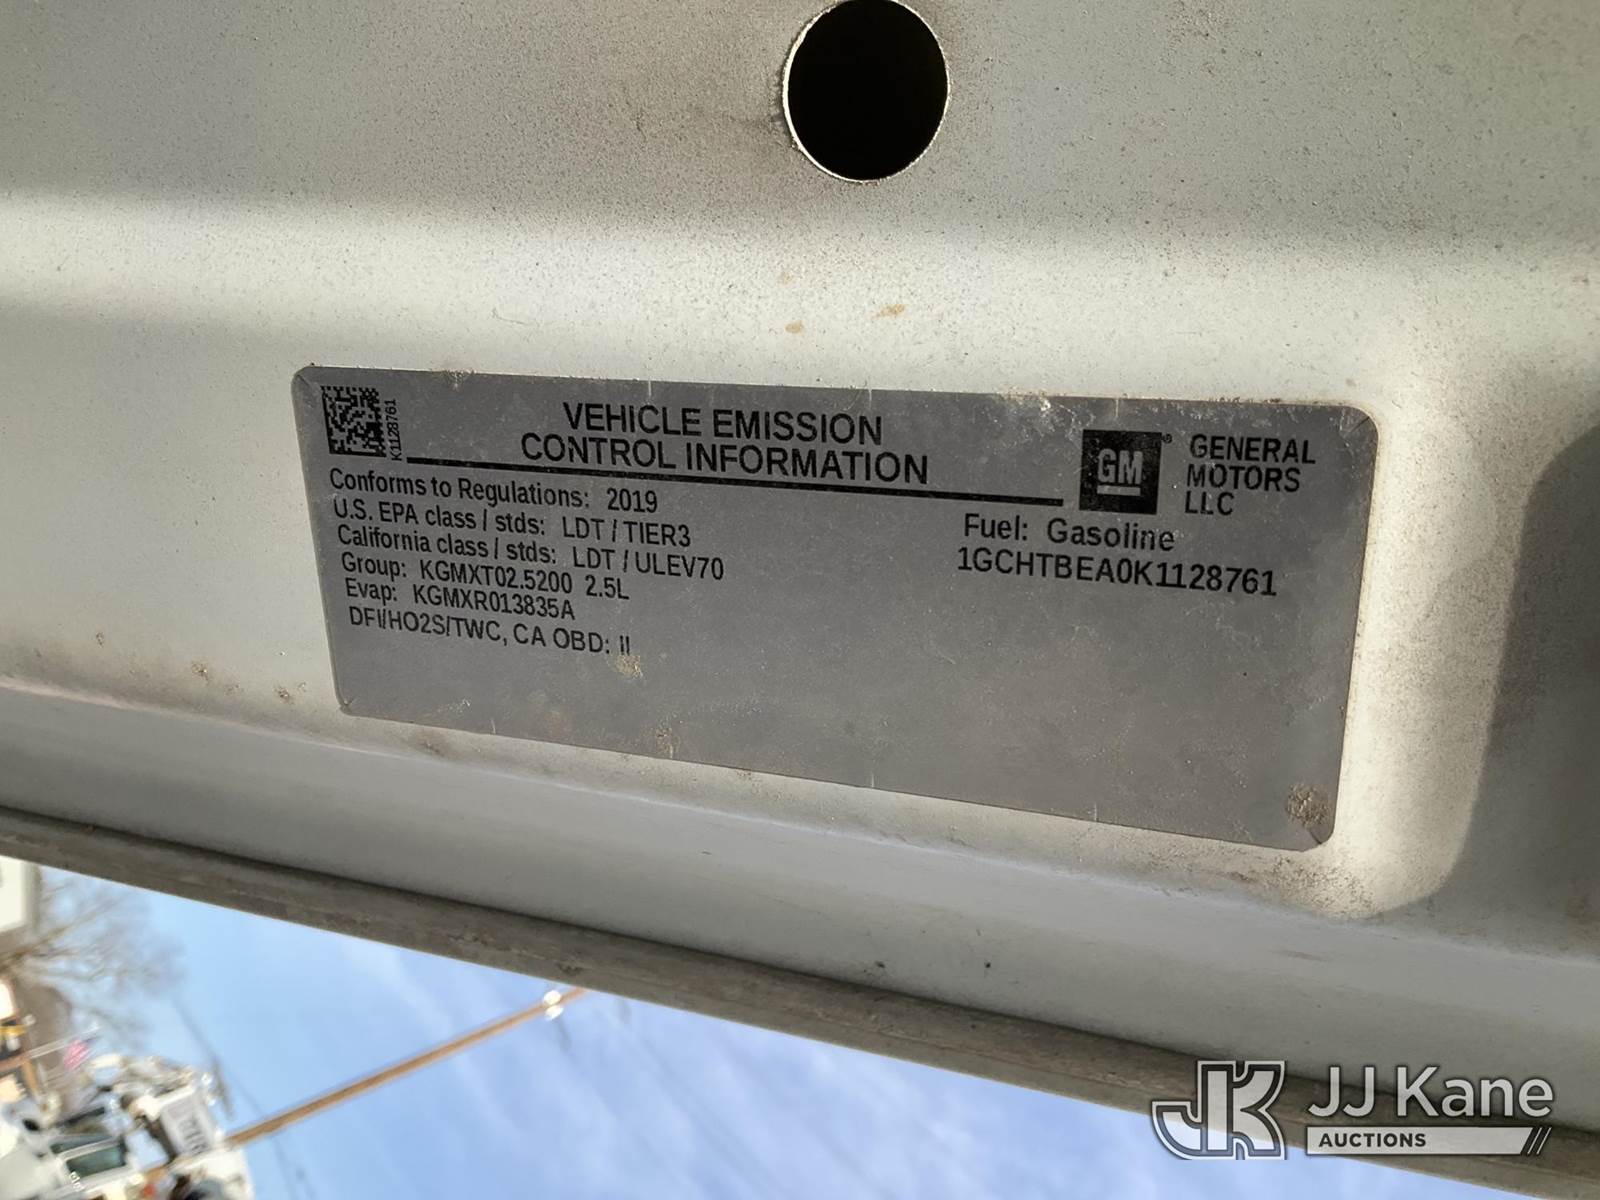 K1128761
VEHICLE EMISSION
CONTROL INFORMATION
GM® GENERAL
MOTORS
LLC
Conforms to Regulations: 2019
U.S. EPA class / stds: LDT / TIER3
California class / stds: LDT / ULEV70
Group: KGMXT02.5200 2.5L
Evap: KGMXR013835A
DFI/HO2S/TWC, CA OBD: II
Fuel: Gasoline
1GCHTBEA0K1128761
JK JJ Kane
AUCTIONS